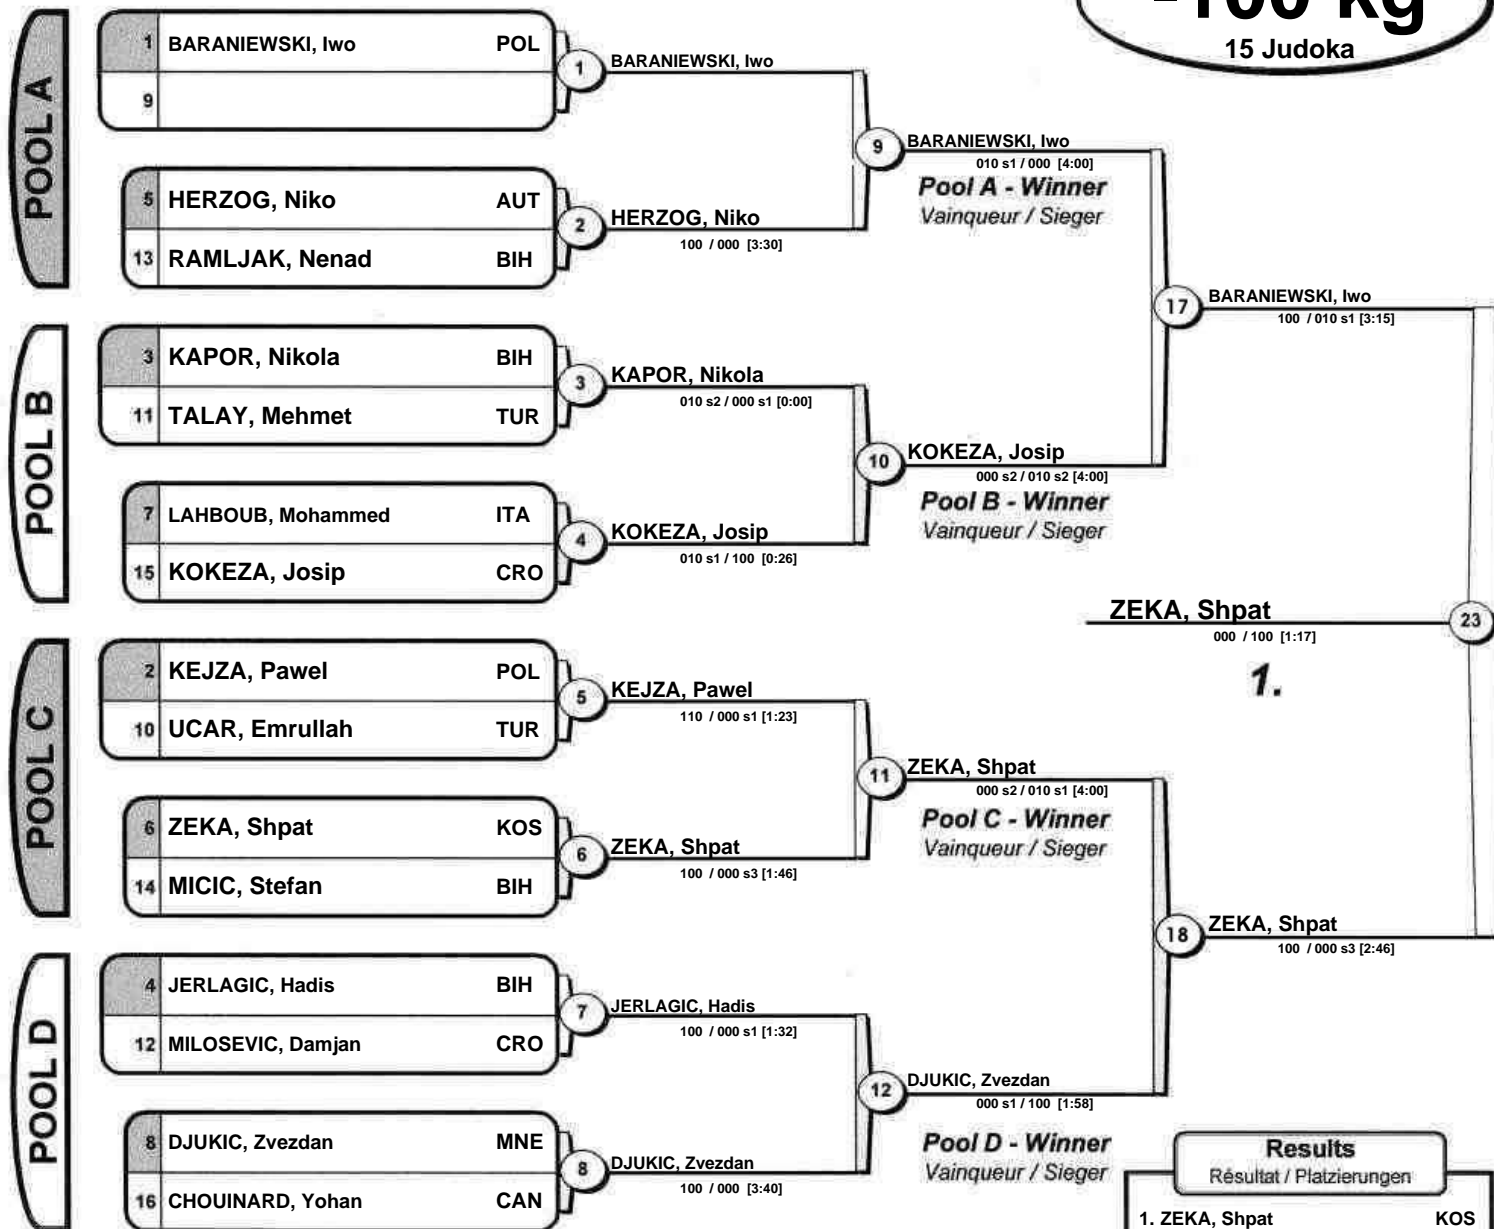 -100 kg
15 Judoka
POOL A
1 BARANIEWSKI, Iwo POL
9
1
BARANIEWSKI, Iwo
5 HERZOG, Niko AUT
13 RAMLJAK, Nenad BIH
2
HERZOG, Niko
100 / 000 [3:30]
9
BARANIEWSKI, Iwo
010 s1 / 000 [4:00]
Pool A - Winner
Vainqueur / Sieger
POOL B
3 KAPOR, Nikola BIH
11 TALAY, Mehmet TUR
3
KAPOR, Nikola
010 s2 / 000 s1 [0:00]
7 LAHBOUB, Mohammed ITA
15 KOKEZA, Josip CRO
4
KOKEZA, Josip
010 s1 / 100 [0:26]
10
KOKEZA, Josip
000 s2 / 010 s2 [4:00]
Pool B - Winner
Vainqueur / Sieger
17
BARANIEWSKI, Iwo
100 / 010 s1 [3:15]
ZEKA, Shpat
000 / 100 [1:17]
1.
23
POOL C
2 KEJZA, Pawel POL
10 UCAR, Emrullah TUR
5
KEJZA, Pawel
110 / 000 s1 [1:23]
6 ZEKA, Shpat KOS
14 MICIC, Stefan BIH
6
ZEKA, Shpat
100 / 000 s3 [1:46]
11
ZEKA, Shpat
000 s2 / 010 s1 [4:00]
Pool C - Winner
Vainqueur / Sieger
18
ZEKA, Shpat
100 / 000 s3 [2:46]
POOL D
4 JERLAGIC, Hadis BIH
12 MILOSEVIC, Damjan CRO
7
JERLAGIC, Hadis
100 / 000 s1 [1:32]
8 DJUKIC, Zvezdan MNE
16 CHOUINARD, Yohan CAN
8
DJUKIC, Zvezdan
100 / 000 [3:40]
12
DJUKIC, Zvezdan
000 s1 / 100 [1:58]
Pool D - Winner
Vainqueur / Sieger
Results
Résultat / Platzierungen
1. ZEKA, Shpat KOS